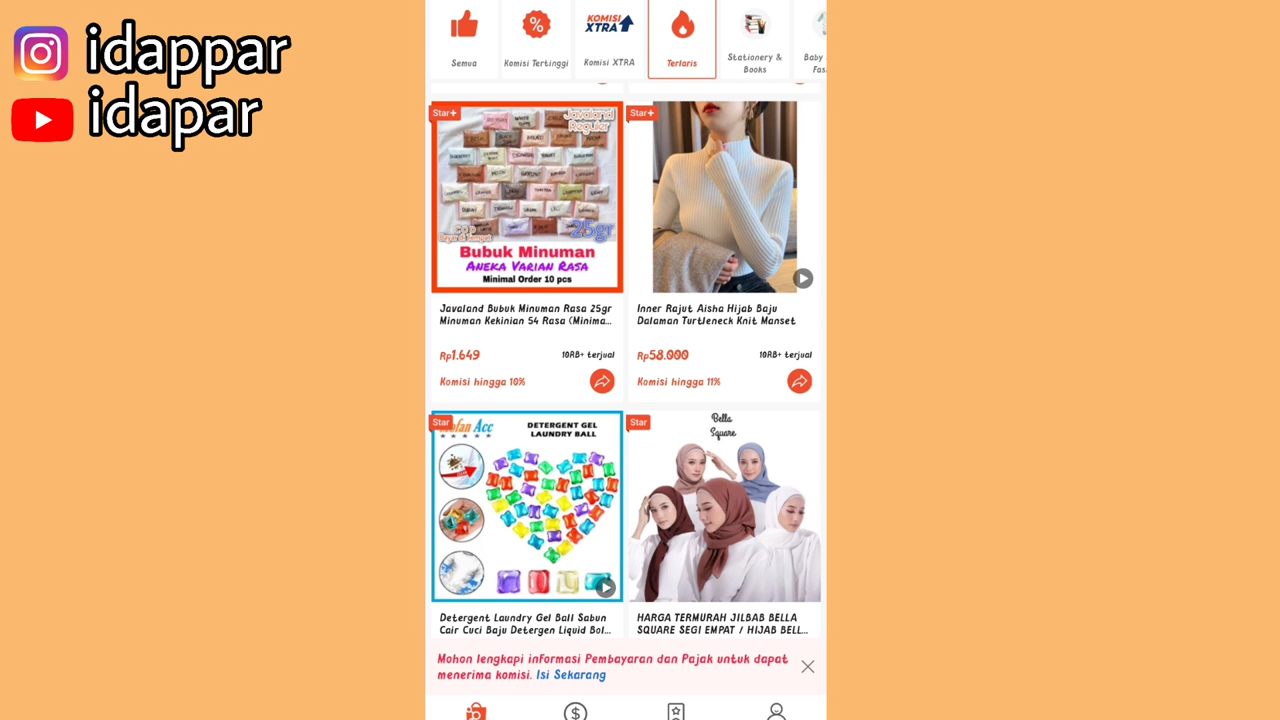 idappar
idapar
Semua
Komisi Tertinggi
KOMISI
XTRA
Komisi XTRA
Terlaris
Stationery &
Books
Baby
Fas
Star+
Javaland
Reguler
25gr
Bubuk Minuman
ANEKA VARIAN RASA
Minimal Order 10 pcs
Javaland Bubuk Minuman Rasa 25gr
Minuman Kekinian 54 Rasa (Minima...
Rp1.649
10RB+ terjual
Komisi hingga 10%
Star+
Inner Rajut Aisha Hijab Baju
Dalaman Turtleneck Knit Manset
Rp58.000
10RB+ terjual
Komisi hingga 11%
Star
Acc
DETERGENT GEL
LAUNDRY BALL
Detergent Laundry Gel Ball Sabun
Cair Cuci Baju Detergen Liquid Bol...
Star
Bella
Square
HARGA TERMURAH JILBAB BELLA
SQUARE SEGI EMPAT / HIJAB BELL...
Mohon lengkapi informasi Pembayaran dan Pajak untuk dapat
menerima komisi. Isi Sekarang